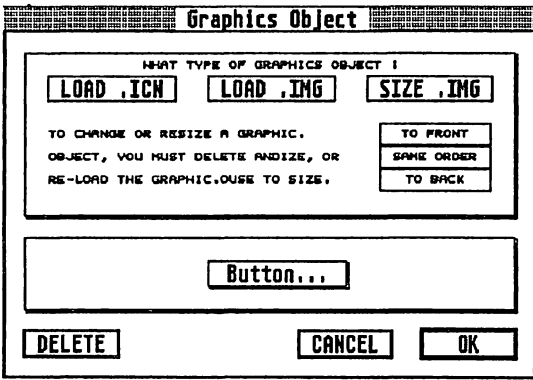 Graphics Object
WHAT TYPE OF GRAPHICS OBJECT :
LOAD .ICN LOAD .IMG SIZE .IMG
TO CHANGE OR RESIZE A GRAPHIC.
OBJECT, YOU MUST DELETE ANDIZE, OR
RE-LOAD THE GRAPHIC.OUSE TO SIZE.
TO FRONT
SAME ORDER
TO BACK
Button...
DELETE CANCEL OK